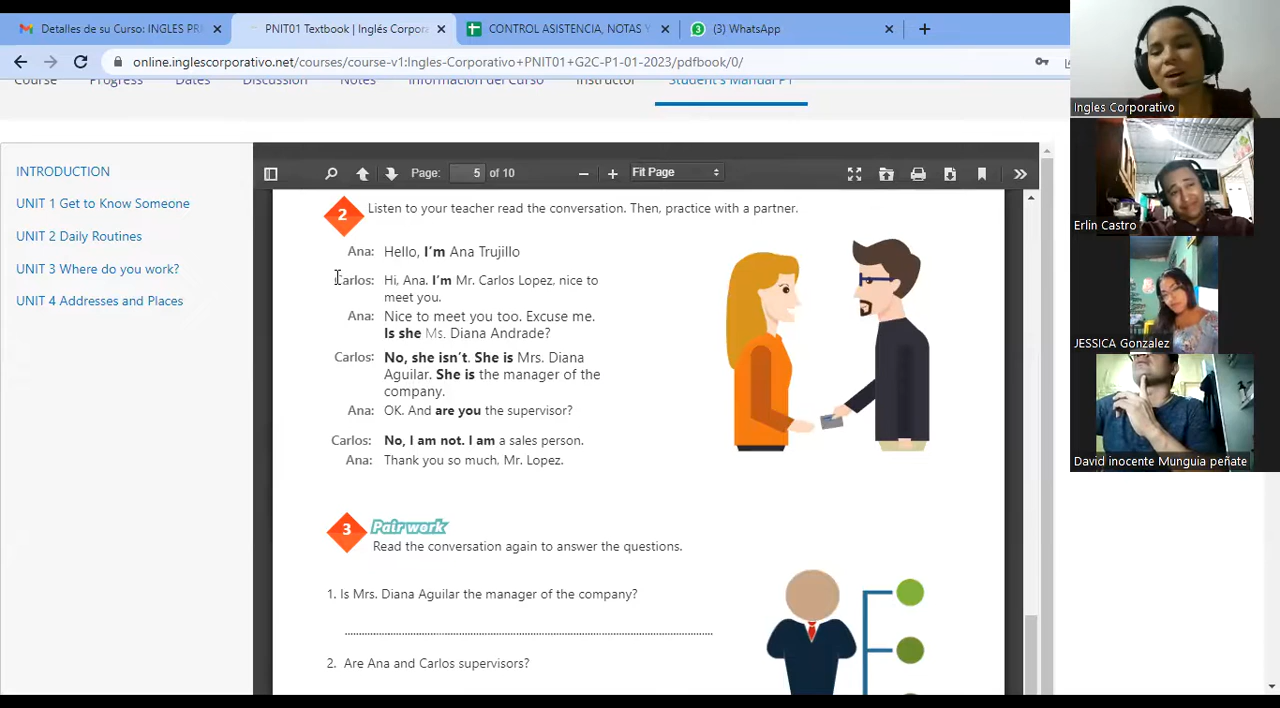 Detalles de su Curso: INGLES PRE
PNIT01 Textbook | Inglés Corpora
CONTROL ASISTENCIA, NOTAS Y
3 (3) WhatsApp
online.inglescorporativo.net/courses/course-v1:Ingles-Corporativo+PNIT01+G2C-P1-01-2023/pdfbook/0/
Course Progress Dates Discussion Notes Información del Curso Instructor Student's Manual P1
INTRODUCTION
UNIT 1 Get to Know Someone
UNIT 2 Daily Routines
UNIT 3 Where do you work?
UNIT 4 Addresses and Places
Page: 5 of 10 Fit Page
2 Listen to your teacher read the conversation. Then, practice with a partner.
Ana: Hello, I'm Ana Trujillo
Carlos: Hi, Ana. I'm Mr. Carlos Lopez, nice to
meet you.
Ana: Nice to meet you too. Excuse me.
Is she Ms. Diana Andrade?
Carlos: No, she isn't. She is Mrs. Diana
Aguilar. She is the manager of the
company.
Ana: OK. And are you the supervisor?
Carlos: No, I am not. I am a sales person.
Ana: Thank you so much, Mr. Lopez.
3 Pair work
Read the conversation again to answer the questions.
1. Is Mrs. Diana Aguilar the manager of the company?
2. Are Ana and Carlos supervisors?
Ingles Corporativo
Erlin Castro
JESSICA Gonzalez
David inocente Munguia peñate